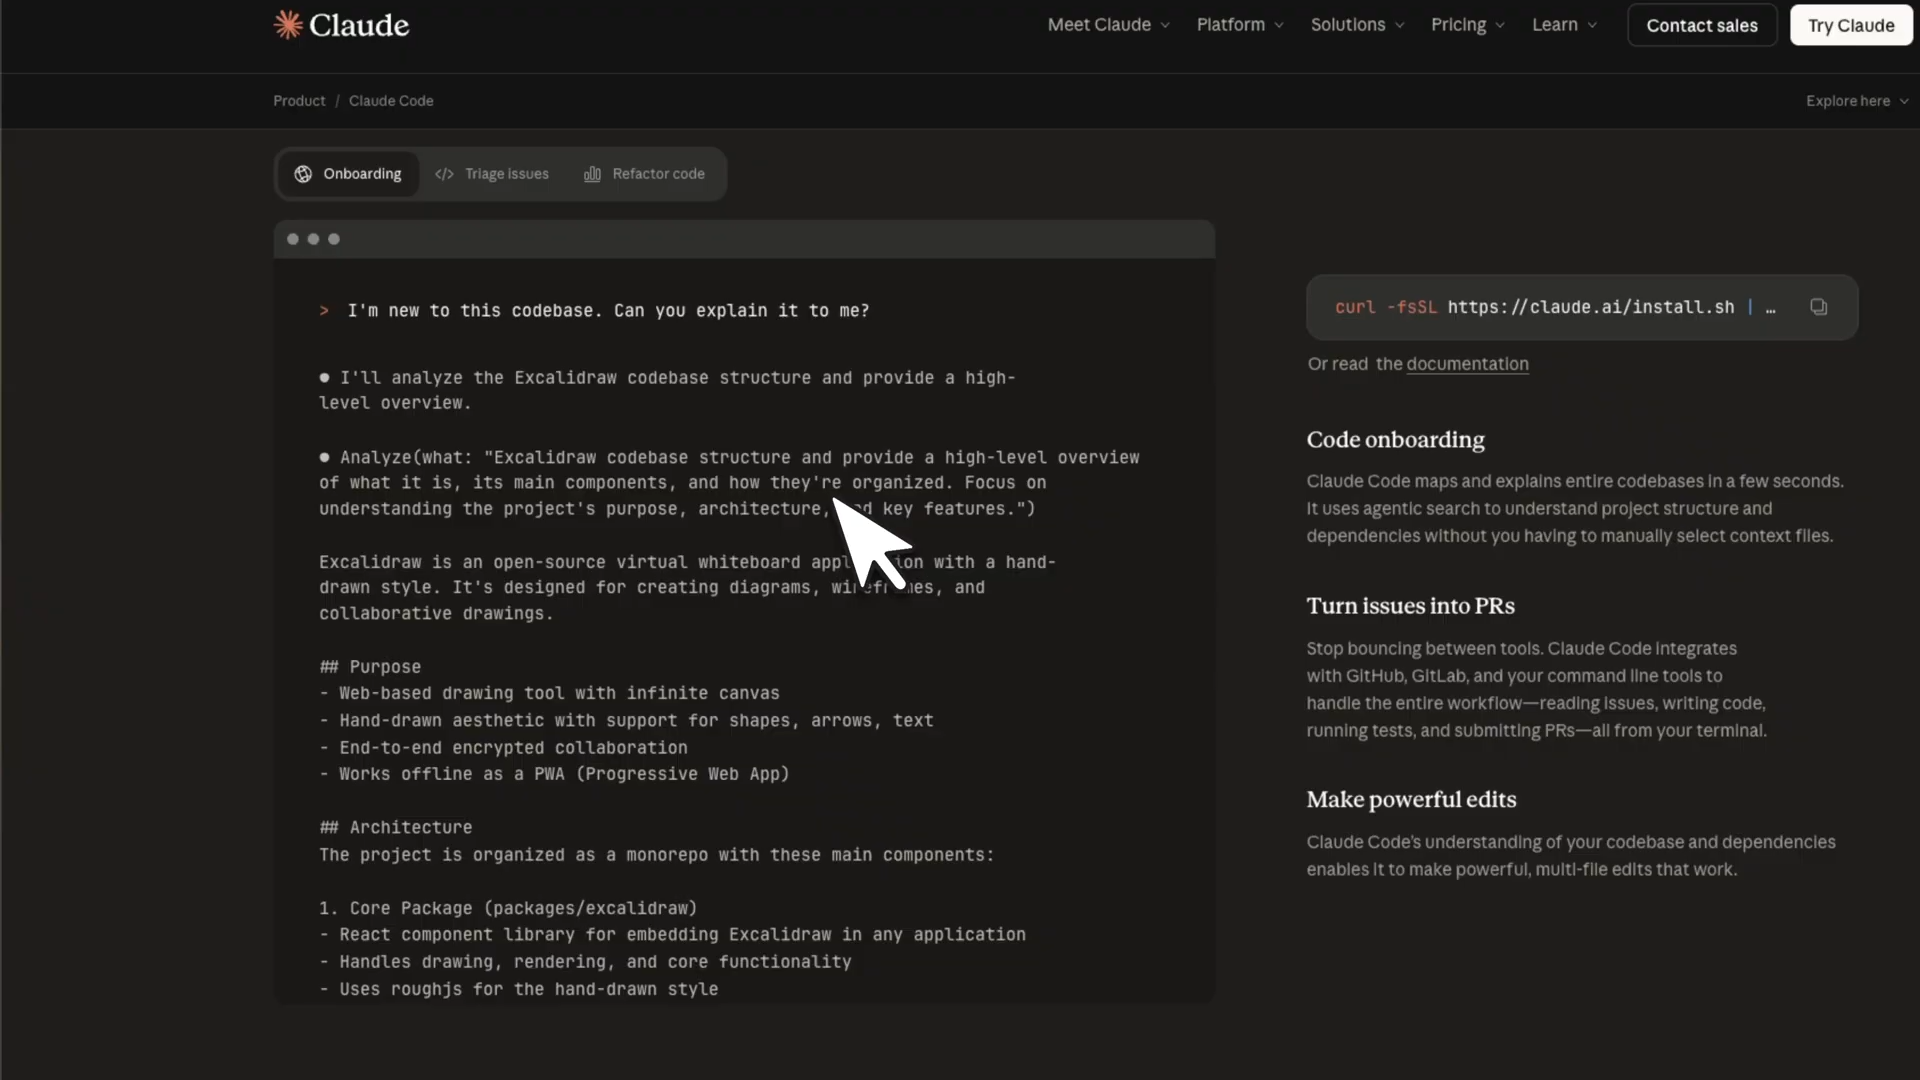 Claude
Meet Claude
Platform
Solutions
Pricing
Learn
Contact sales
Try Claude
Product / Claude Code
Explore here
Onboarding
Triage issues
Refactor code
> I'm new to this codebase. Can you explain it to me?
● I'll analyze the Excalidraw codebase structure and provide a high-
level overview.
● Analyze(what: "Excalidraw codebase structure and provide a high-level overview
of what it is, its main components, and how they're organized. Focus on
understanding the project's purpose, architecture, key features.")
Excalidraw is an open-source virtual whiteboard with a hand-
drawn style. It's designed for creating diagrams, and
collaborative drawings.
## Purpose
- Web-based drawing tool with infinite canvas
- Hand-drawn aesthetic with support for shapes, arrows, text
- End-to-end encrypted collaboration
- Works offline as a PWA (Progressive Web App)
## Architecture
The project is organized as a monorepo with these main components:
1. Core Package (packages/excalidraw)
- React component library for embedding Excalidraw in any application
- Handles drawing, rendering, and core functionality
- Uses roughjs for the hand-drawn style
curl -fsSL https://claude.ai/install.sh | …
Or read the documentation
Code onboarding
Claude Code maps and explains entire codebases in a few seconds.
It uses agentic search to understand project structure and
dependencies without you having to manually select context files.
Turn issues into PRs
Stop bouncing between tools. Claude Code integrates
with GitHub, GitLab, and your command line tools to
handle the entire workflow—reading issues, writing code,
running tests, and submitting PRs—all from your terminal.
Make powerful edits
Claude Code's understanding of your codebase and dependencies
enables it to make powerful, multi-file edits that work.